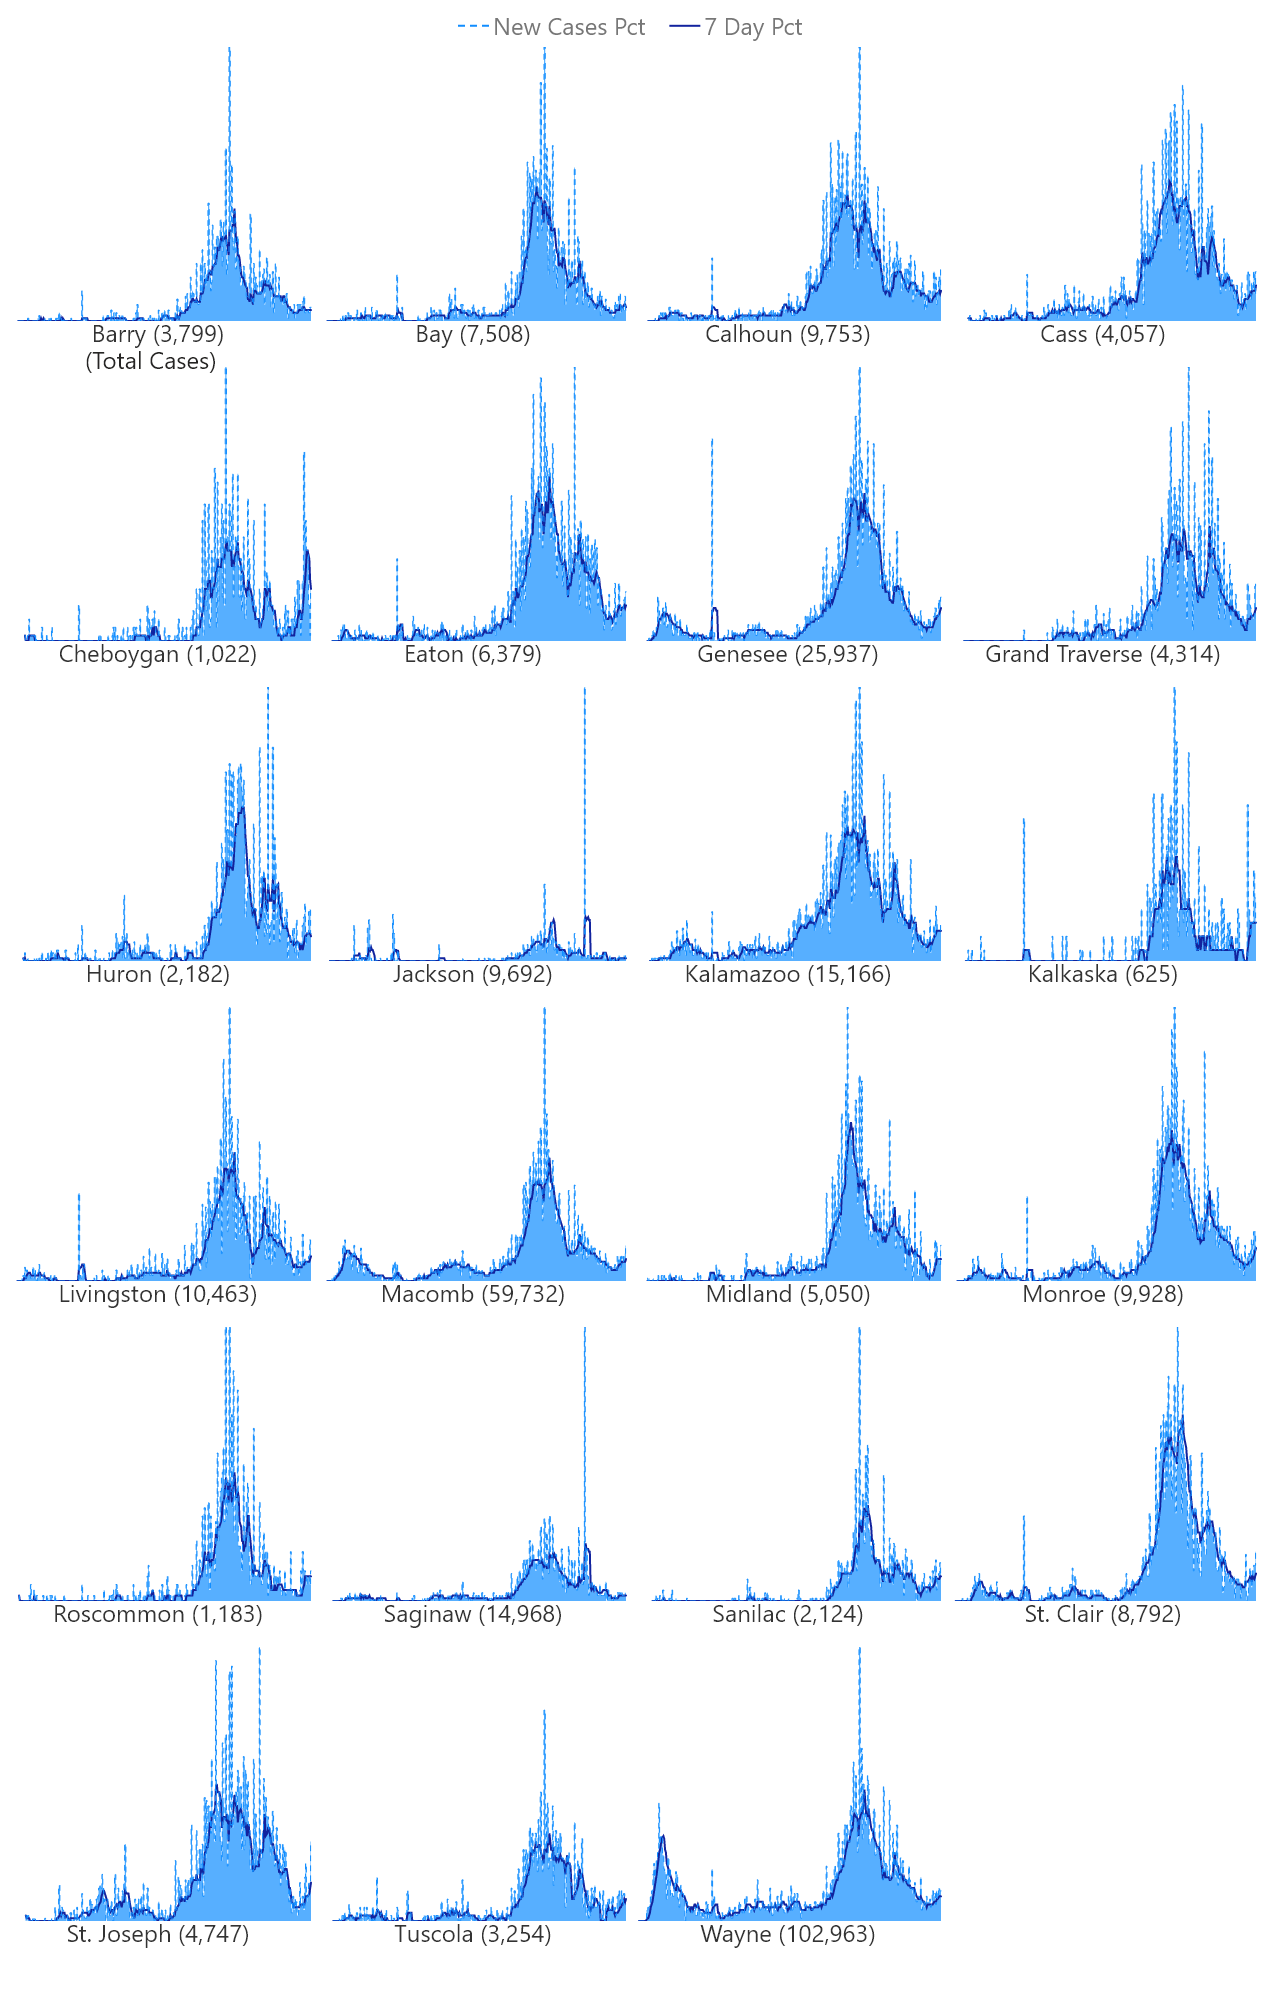 New Cases Pct 7 Day Pct
Barry (3,799) Bay (7,508) Calhoun (9,753) Cass (4,057)
(Total Cases)
Cheboygan (1,022) Eaton (6,379) Genesee (25,937) Grand Traverse (4,314)
Huron (2,182) Jackson (9,692) Kalamazoo (15,166) Kalkaska (625)
Livingston (10,463) Macomb (59,732) Midland (5,050) Monroe (9,928)
Roscommon (1,183) Saginaw (14,968) Sanilac (2,124) St. Clair (8,792)
St. Joseph (4,747) Tuscola (3,254) Wayne (102,963)